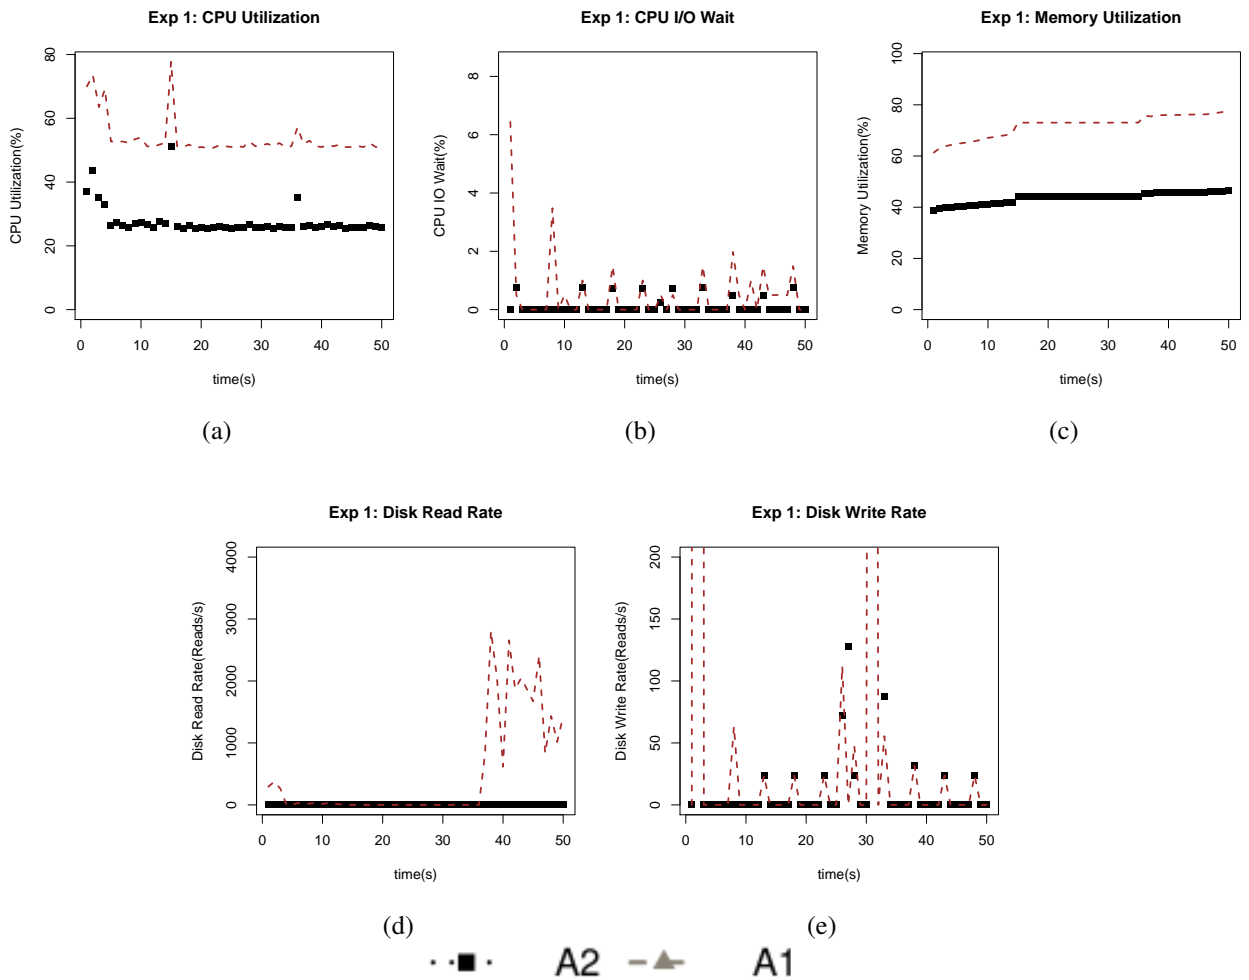 Exp 1: CPU Utilization
CPU Utilization(%)
0 20 40 60 80
0 10 20 30 40 50
time(s)
(a)
Exp 1: CPU I/O Wait
CPU IO Wait(%)
0 2 4 6 8
0 10 20 30 40 50
time(s)
(b)
Exp 1: Memory Utilization
Memory Utilization(%)
0 20 40 60 80 100
0 10 20 30 40 50
time(s)
(c)
Exp 1: Disk Read Rate
Disk Read Rate(Reads/s)
0 1000 2000 3000 4000
0 10 20 30 40 50
time(s)
(d)
Exp 1: Disk Write Rate
Disk Write Rate(Reads/s)
0 50 100 150 200
0 10 20 30 40 50
time(s)
(e)
A2 A1